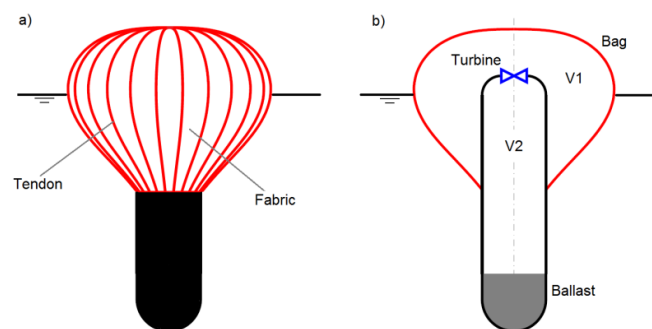 a)
Tendon
Fabric
b)
Bag
Turbine
V1
V2
Ballast